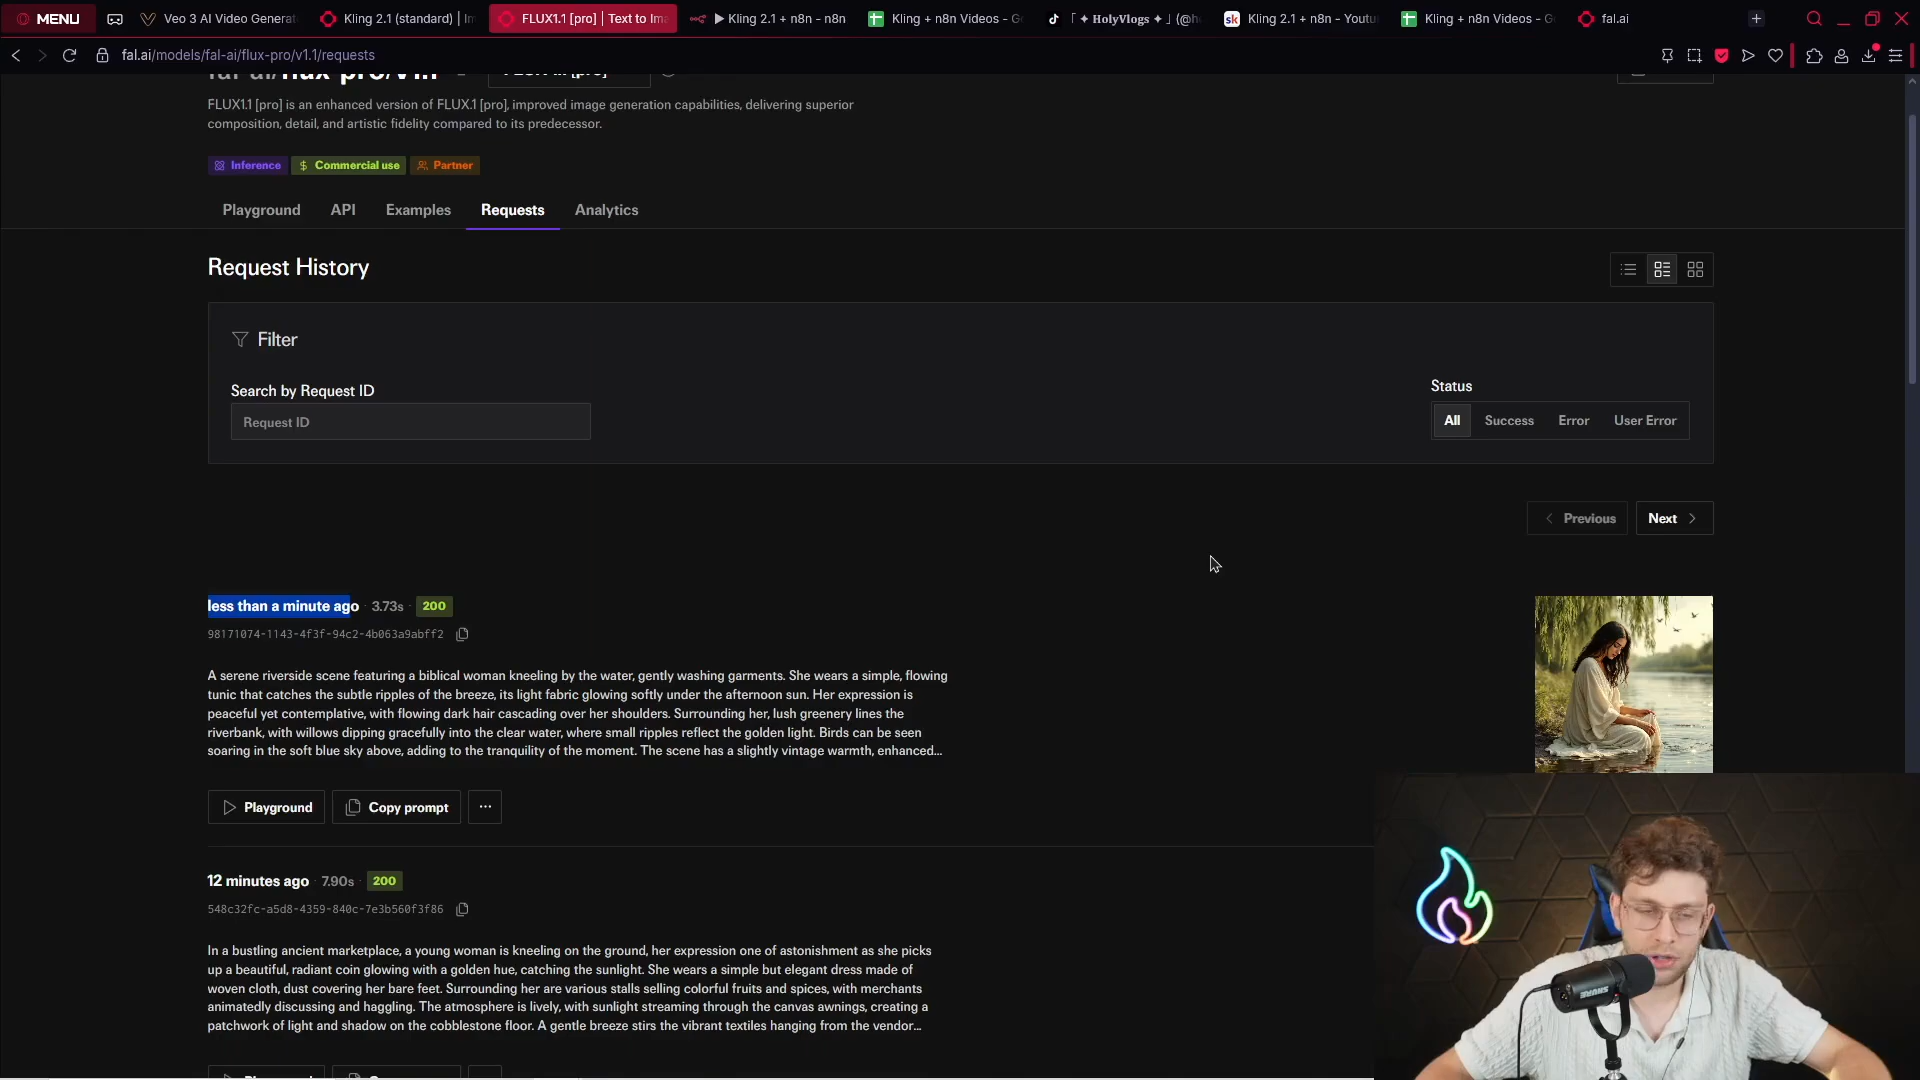 MENU
Veo 3 AI Video Generat
Kling 2.1 (standard) | Im
FLUX1.1 [pro] | Text to Ima
▶ Kling 2.1 + n8n - n8n
Kling + n8n Videos - Go
「 ✦ HolyVlogs ✦ 」 (@h
Kling 2.1 + n8n - Youtu
Kling + n8n Videos - G
fal.ai
fal.ai/models/fal-ai/flux-pro/v1.1/requests
fal-ai/flux-pro/v1.1
FLUX1.1 [pro] is an enhanced version of FLUX.1 [pro], improved image generation capabilities, delivering superior
composition, detail, and artistic fidelity compared to its predecessor.
Inference
Commercial use
Partner
Playground
API
Examples
Requests
Analytics
Request History
Filter
Search by Request ID
Request ID
Status
All
Success
Error
User Error
Previous
Next
less than a minute ago · 3.73s · 200
98171074-1143-4f3f-94c2-4b063a9abff2
A serene riverside scene featuring a biblical woman kneeling by the water, gently washing garments. She wears a simple, flowing
tunic that catches the subtle ripples of the breeze, its light fabric glowing softly under the afternoon sun. Her expression is
peaceful yet contemplative, with flowing dark hair cascading over her shoulders. Surrounding her, lush greenery lines the
riverbank, with willows dipping gracefully into the clear water, where small ripples reflect the golden light. Birds can be seen
soaring in the soft blue sky above, adding to the tranquility of the moment. The scene has a slightly vintage warmth, enhanced...
Playground
Copy prompt
12 minutes ago · 7.90s · 200
548c32fc-a5d8-4359-840c-7e3b560f3f86
In a bustling ancient marketplace, a young woman is kneeling on the ground, her expression one of astonishment as she picks
up a beautiful, radiant coin glowing with a golden hue, catching the sunlight. She wears a simple but elegant dress made of
woven cloth, dust covering her bare feet. Surrounding her are various stalls selling colorful fruits and spices, with merchants
animatedly discussing and haggling. The atmosphere is lively, with sunlight streaming through the canvas awnings, creating a
patchwork of light and shadow on the cobblestone floor. A gentle breeze stirs the vibrant textiles hanging from the vendor...
SHURE